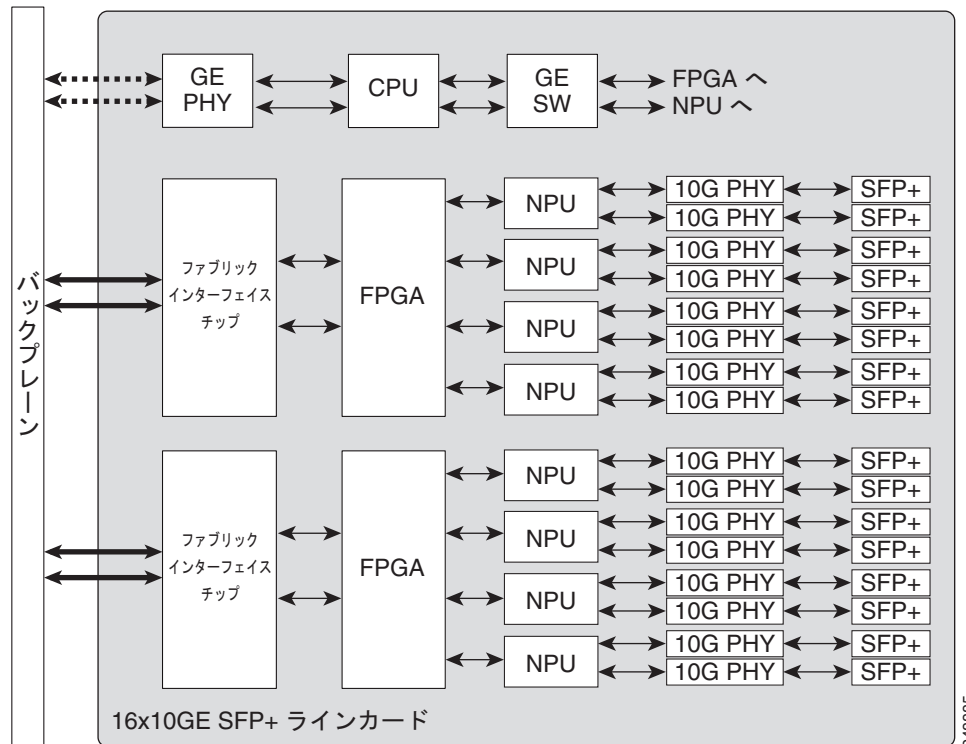 バックプレーン
GE
PHY
CPU
GE
SW
FPGA へ
NPU へ
ファブリック
インターフェイス
チップ
FPGA
NPU
10G PHY
SFP+
10G PHY
SFP+
NPU
10G PHY
SFP+
10G PHY
SFP+
NPU
10G PHY
SFP+
10G PHY
SFP+
NPU
10G PHY
SFP+
10G PHY
SFP+
ファブリック
インターフェイス
チップ
FPGA
NPU
10G PHY
SFP+
10G PHY
SFP+
NPU
10G PHY
SFP+
10G PHY
SFP+
NPU
10G PHY
SFP+
10G PHY
SFP+
NPU
10G PHY
SFP+
10G PHY
SFP+
16x10GE SFP+ ラインカード